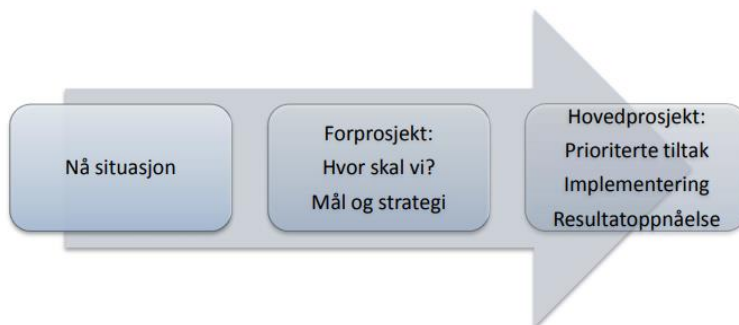 Nå situasjon
Forprosjekt:
Hvor skal vi?
Mål og strategi
Hovedprosjekt:
Prioriterte tiltak
Implementering
Resultatoppnåelse